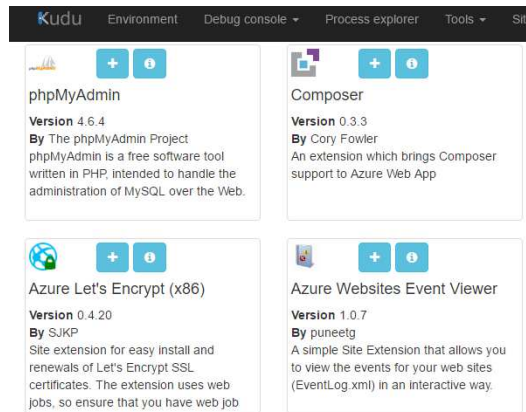 Kudu Environment Debug console Process explorer Tools
phpMyAdmin
Version 4.6.4
By The phpMyAdmin Project
phpMyAdmin is a free software tool
written in PHP, intended to handle the
administration of MySQL over the Web.
Composer
Version 0.3.3
By Cory Fowler
An extension which brings Composer
support to Azure Web App
Azure Let's Encrypt (x86)
Version 0.4.20
By SJKP
Site extension for easy install and
renewals of Let's Encrypt SSL
certificates. The extension uses web
jobs, so ensure that you have web job
Azure Websites Event Viewer
Version 1.0.7
By puneetg
A simple Site Extension that allows you
to view the events for your web sites
(EventLog.xml) in an interactive way.